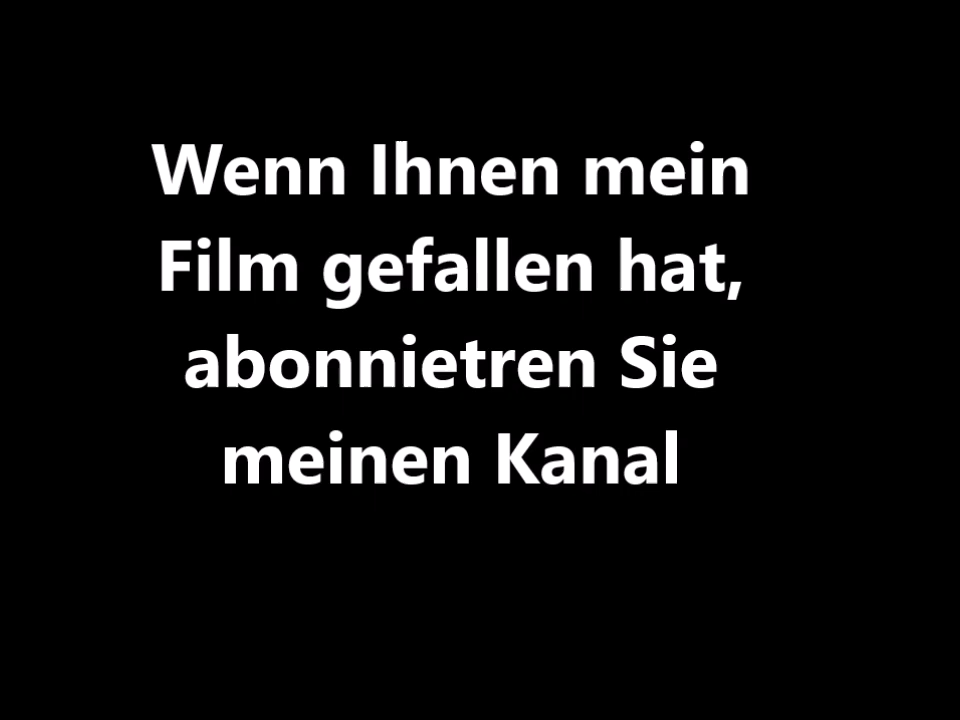 Wenn Ihnen mein
Film gefallen hat,
abonnietren Sie
meinen Kanal